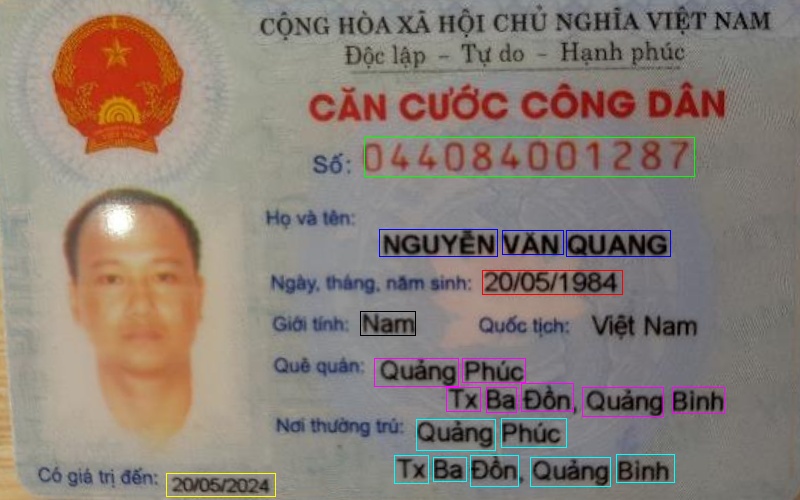 CỘNG HÒA XÃ HỘI CHỦ NGHĨA VIỆT NAM
Độc lập - Tự do - Hạnh phúc
CĂN CƯỚC CÔNG DÂN
Số: 044084001287
Họ và tên:
NGUYỄN VĂN QUANG
Ngày, tháng, năm sinh: 20/05/1984
Giới tính: Nam Quốc tịch: Việt Nam
Quê quán: Quảng Phúc
Tx Ba Đồn, Quảng Bình
Nơi thường trú: Quảng Phúc
Tx Ba Đồn, Quảng Bình
Có giá trị đến: 20/05/2024